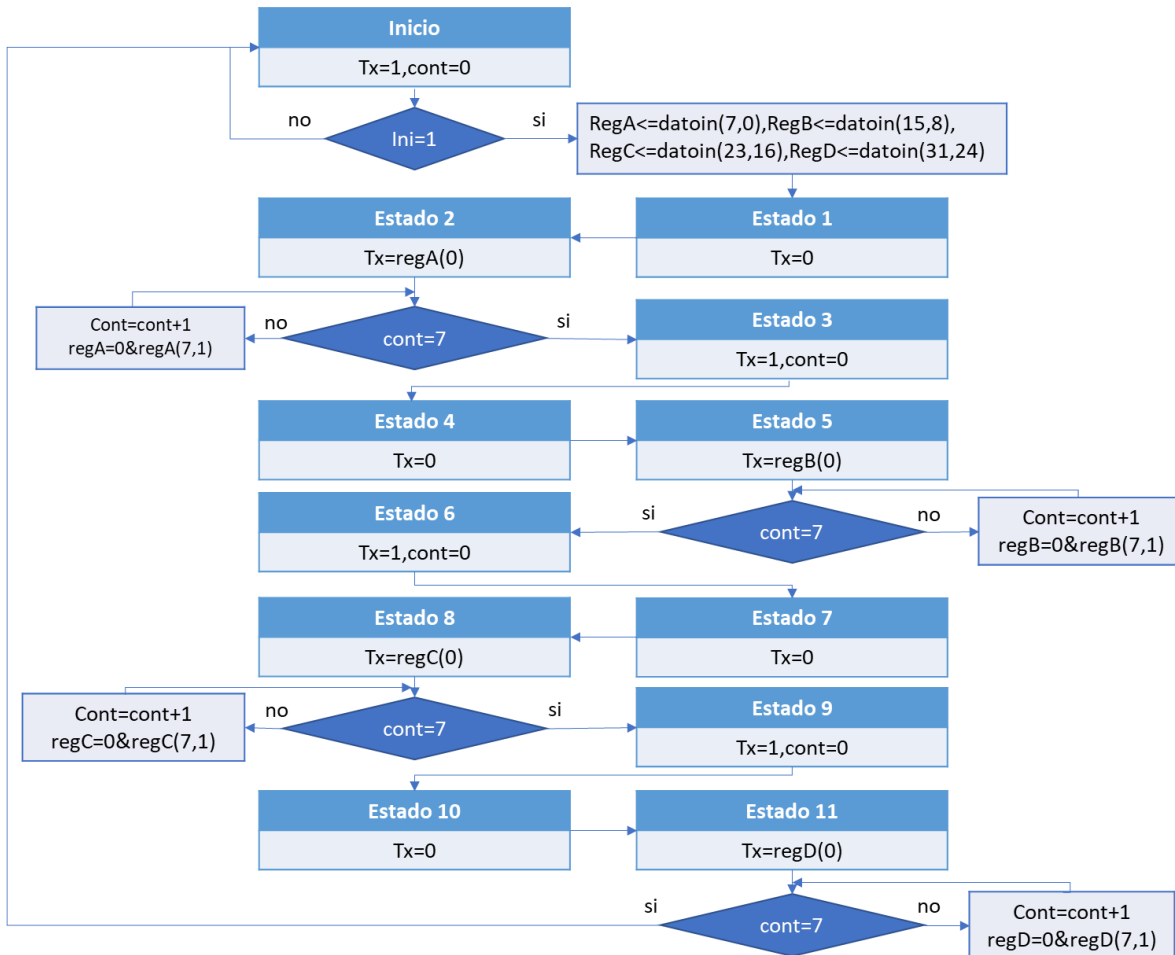 Inicio
Tx=1,cont=0
no
Ini=1
si
RegA<=datoin(7,0),RegB<=datoin(15,8),
RegC<=datoin(23,16),RegD<=datoin(31,24)
Estado 2
Tx=regA(0)
Estado 1
Tx=0
Cont=cont+1
regA=0&regA(7,1)
no
cont=7
si
Estado 3
Tx=1,cont=0
Estado 4
Tx=0
Estado 5
Tx=regB(0)
Estado 6
Tx=1,cont=0
si
cont=7
no
Cont=cont+1
regB=0&regB(7,1)
Estado 8
Tx=regC(0)
Estado 7
Tx=0
Cont=cont+1
regC=0&regC(7,1)
no
cont=7
si
Estado 9
Tx=1,cont=0
Estado 10
Tx=0
Estado 11
Tx=regD(0)
si
cont=7
no
Cont=cont+1
regD=0&regD(7,1)